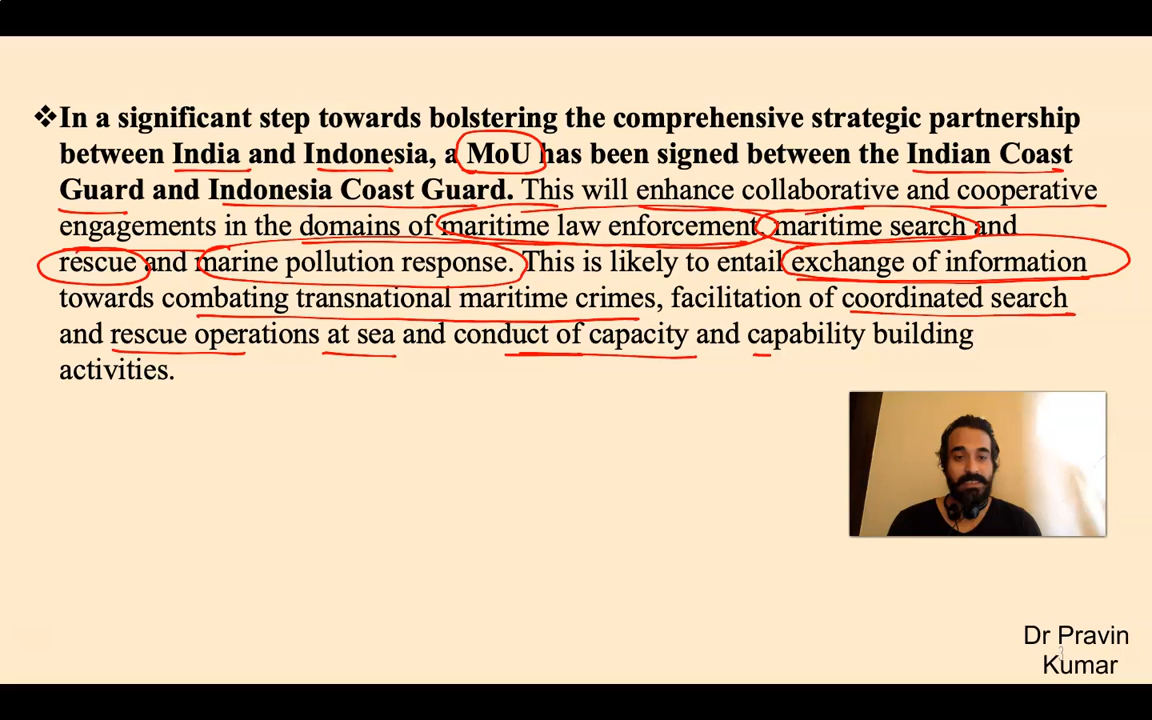 ❖In a significant step towards bolstering the comprehensive strategic partnership
between India and Indonesia, a MoU has been signed between the Indian Coast
Guard and Indonesia Coast Guard. This will enhance collaborative and cooperative
engagements in the domains of maritime law enforcement, maritime search and
rescue and marine pollution response. This is likely to entail exchange of information
towards combating transnational maritime crimes, facilitation of coordinated search
and rescue operations at sea and conduct of capacity and capability building
activities.
Dr Pravin
3
Kumar